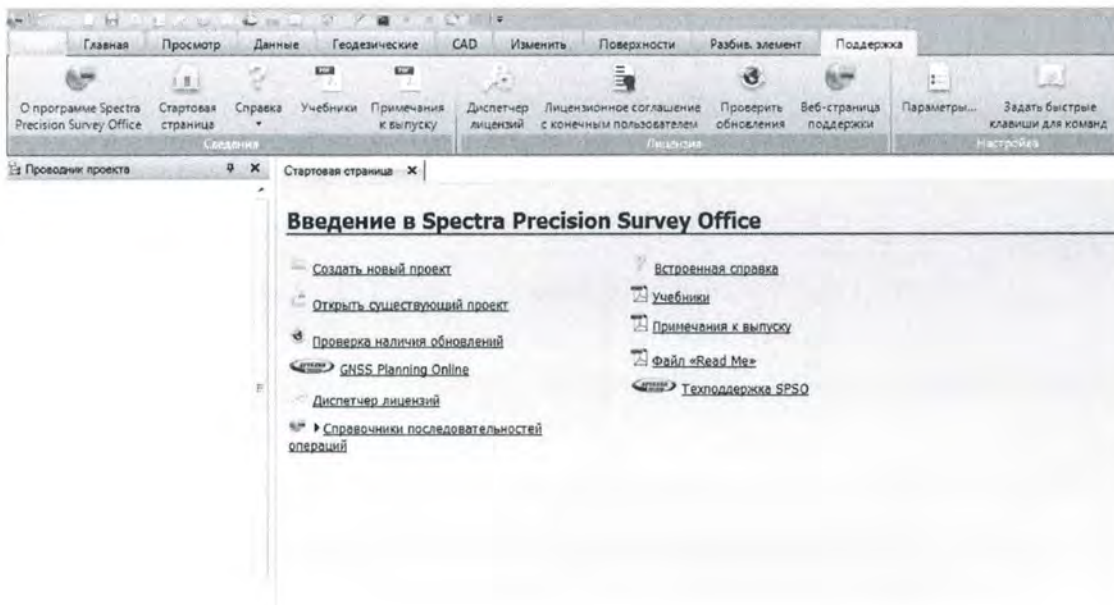 Главная Просмотр Данные Геодезические CAD Изменить Поверхности Разбив. элемент Поддержка
О программе Spectra Precision Survey Office
Стартовая страница
Справка
Учебники
Примечания к выпуску
Диспетчер лицензий
Лицензионное соглашение с конечным пользователем
Проверить обновления
Веб-страница поддержки
Параметры...
Задать быстрые клавиши для команд
Сведения Лицензия Настройка
Проводник проекта
Стартовая страница
Введение в Spectra Precision Survey Office
Создать новый проект
Открыть существующий проект
Проверка наличия обновлений
GNSS Planning Online
Диспетчер лицензий
Справочники последовательностей
операций
Встроенная справка
Учебники
Примечания к выпуску
Файл «Read Me»
Техподдержка SPSO